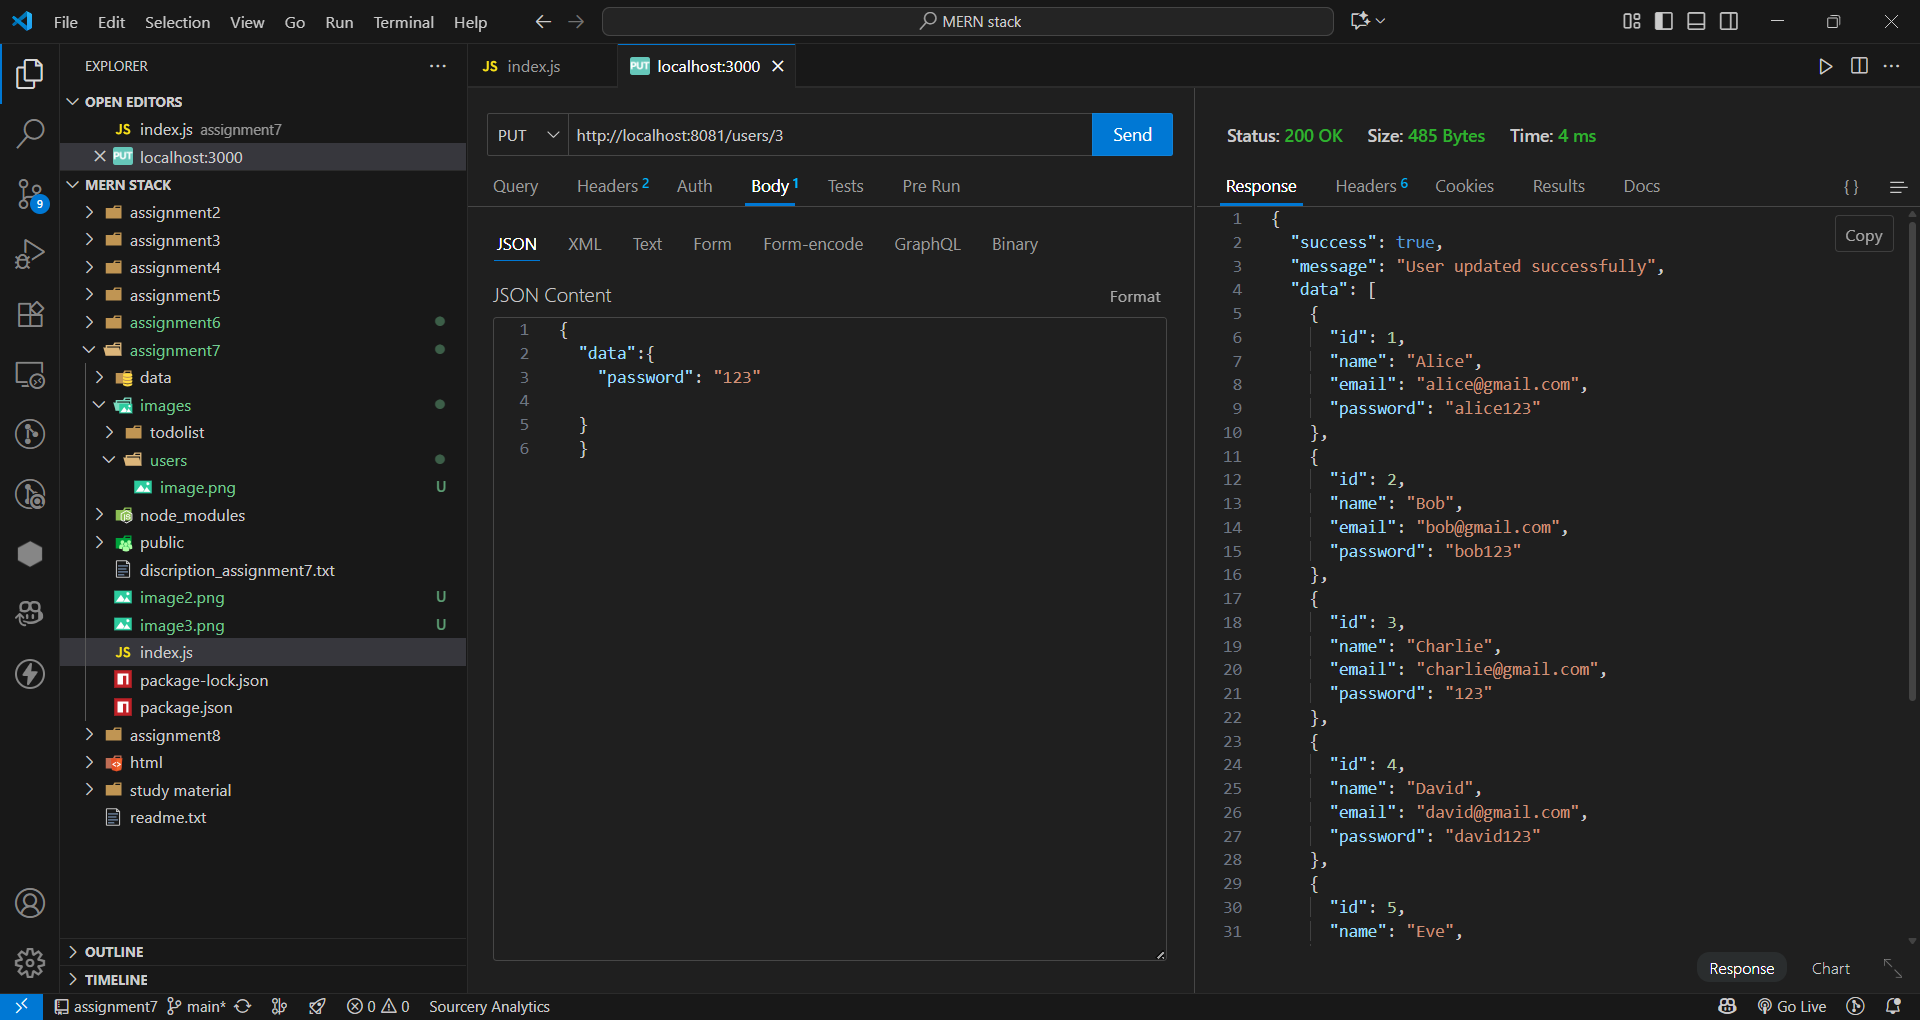 File Edit Selection View Go Run Terminal Help
MERN stack
EXPLORER
OPEN EDITORS
JS index.js assignment7
PUT localhost:3000
MERN STACK
assignment2
assignment3
assignment4
assignment5
assignment6
assignment7
data
images
todolist
users
image.png U
node_modules
public
discription_assignment7.txt
image2.png U
image3.png U
JS index.js
package-lock.json
package.json
assignment8
html
study material
readme.txt
OUTLINE
TIMELINE
9
JS index.js
PUT localhost:3000
PUT http://localhost:8081/users/3 Send
Query Headers 2 Auth Body 1 Tests Pre Run
JSON XML Text Form Form-encode GraphQL Binary
JSON Content Format
1 {
2 "data":{
3 "password": "123"
4
5 }
6 }
Status: 200 OK Size: 485 Bytes Time: 4 ms
Response Headers 6 Cookies Results Docs { }
Copy
1 {
2 "success": true,
3 "message": "User updated successfully",
4 "data": [
5 {
6 "id": 1,
7 "name": "Alice",
8 "email": "alice@gmail.com",
9 "password": "alice123"
10 },
11 {
12 "id": 2,
13 "name": "Bob",
14 "email": "bob@gmail.com",
15 "password": "bob123"
16 },
17 {
18 "id": 3,
19 "name": "Charlie",
20 "email": "charlie@gmail.com",
21 "password": "123"
22 },
23 {
24 "id": 4,
25 "name": "David",
26 "email": "david@gmail.com",
27 "password": "david123"
28 },
29 {
30 "id": 5,
31 "name": "Eve",
Response Chart
assignment7 main* 0 0 Sourcery Analytics Go Live